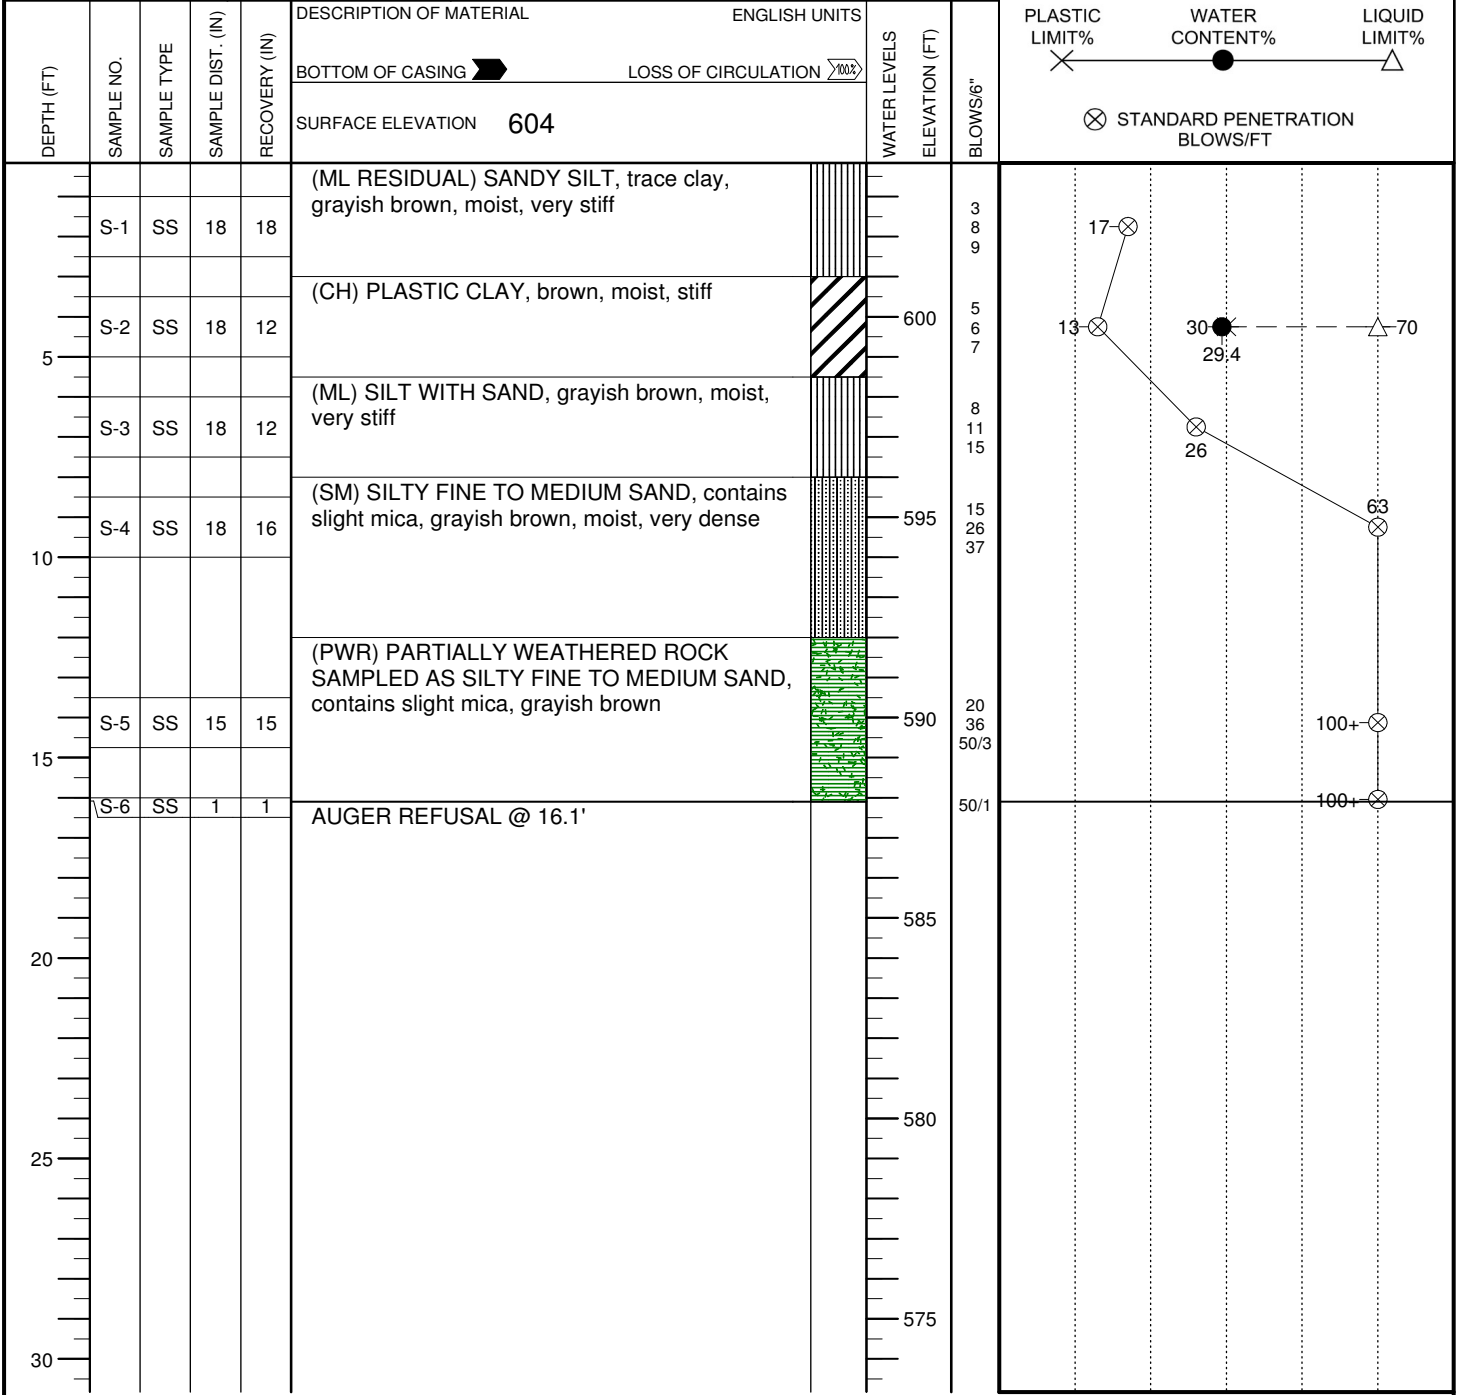 DEPTH (FT)
SAMPLE NO.
SAMPLE TYPE
SAMPLE DIST. (IN)
RECOVERY (IN)
DESCRIPTION OF MATERIAL ENGLISH UNITS
BOTTOM OF CASING LOSS OF CIRCULATION 100%
SURFACE ELEVATION 604
WATER LEVELS
ELEVATION (FT)
BLOWS/6"
PLASTIC LIMIT%
WATER CONTENT%
LIQUID LIMIT%
STANDARD PENETRATION
BLOWS/FT
(ML RESIDUAL) SANDY SILT, trace clay,
grayish brown, moist, very stiff
S-1 SS 18 18
3
8
9
17
(CH) PLASTIC CLAY, brown, moist, stiff
S-2 SS 18 12
600
5
6
7
13
30
29.4
70
5
(ML) SILT WITH SAND, grayish brown, moist,
very stiff
S-3 SS 18 12
8
11
15
26
(SM) SILTY FINE TO MEDIUM SAND, contains
slight mica, grayish brown, moist, very dense
S-4 SS 18 16
595
15
26
37
63
10
(PWR) PARTIALLY WEATHERED ROCK
SAMPLED AS SILTY FINE TO MEDIUM SAND,
contains slight mica, grayish brown
S-5 SS 15 15
590
20
36
50/3
100+
15
S-6 SS 1 1
50/1
100+
AUGER REFUSAL @ 16.1'
585
20
580
25
575
30